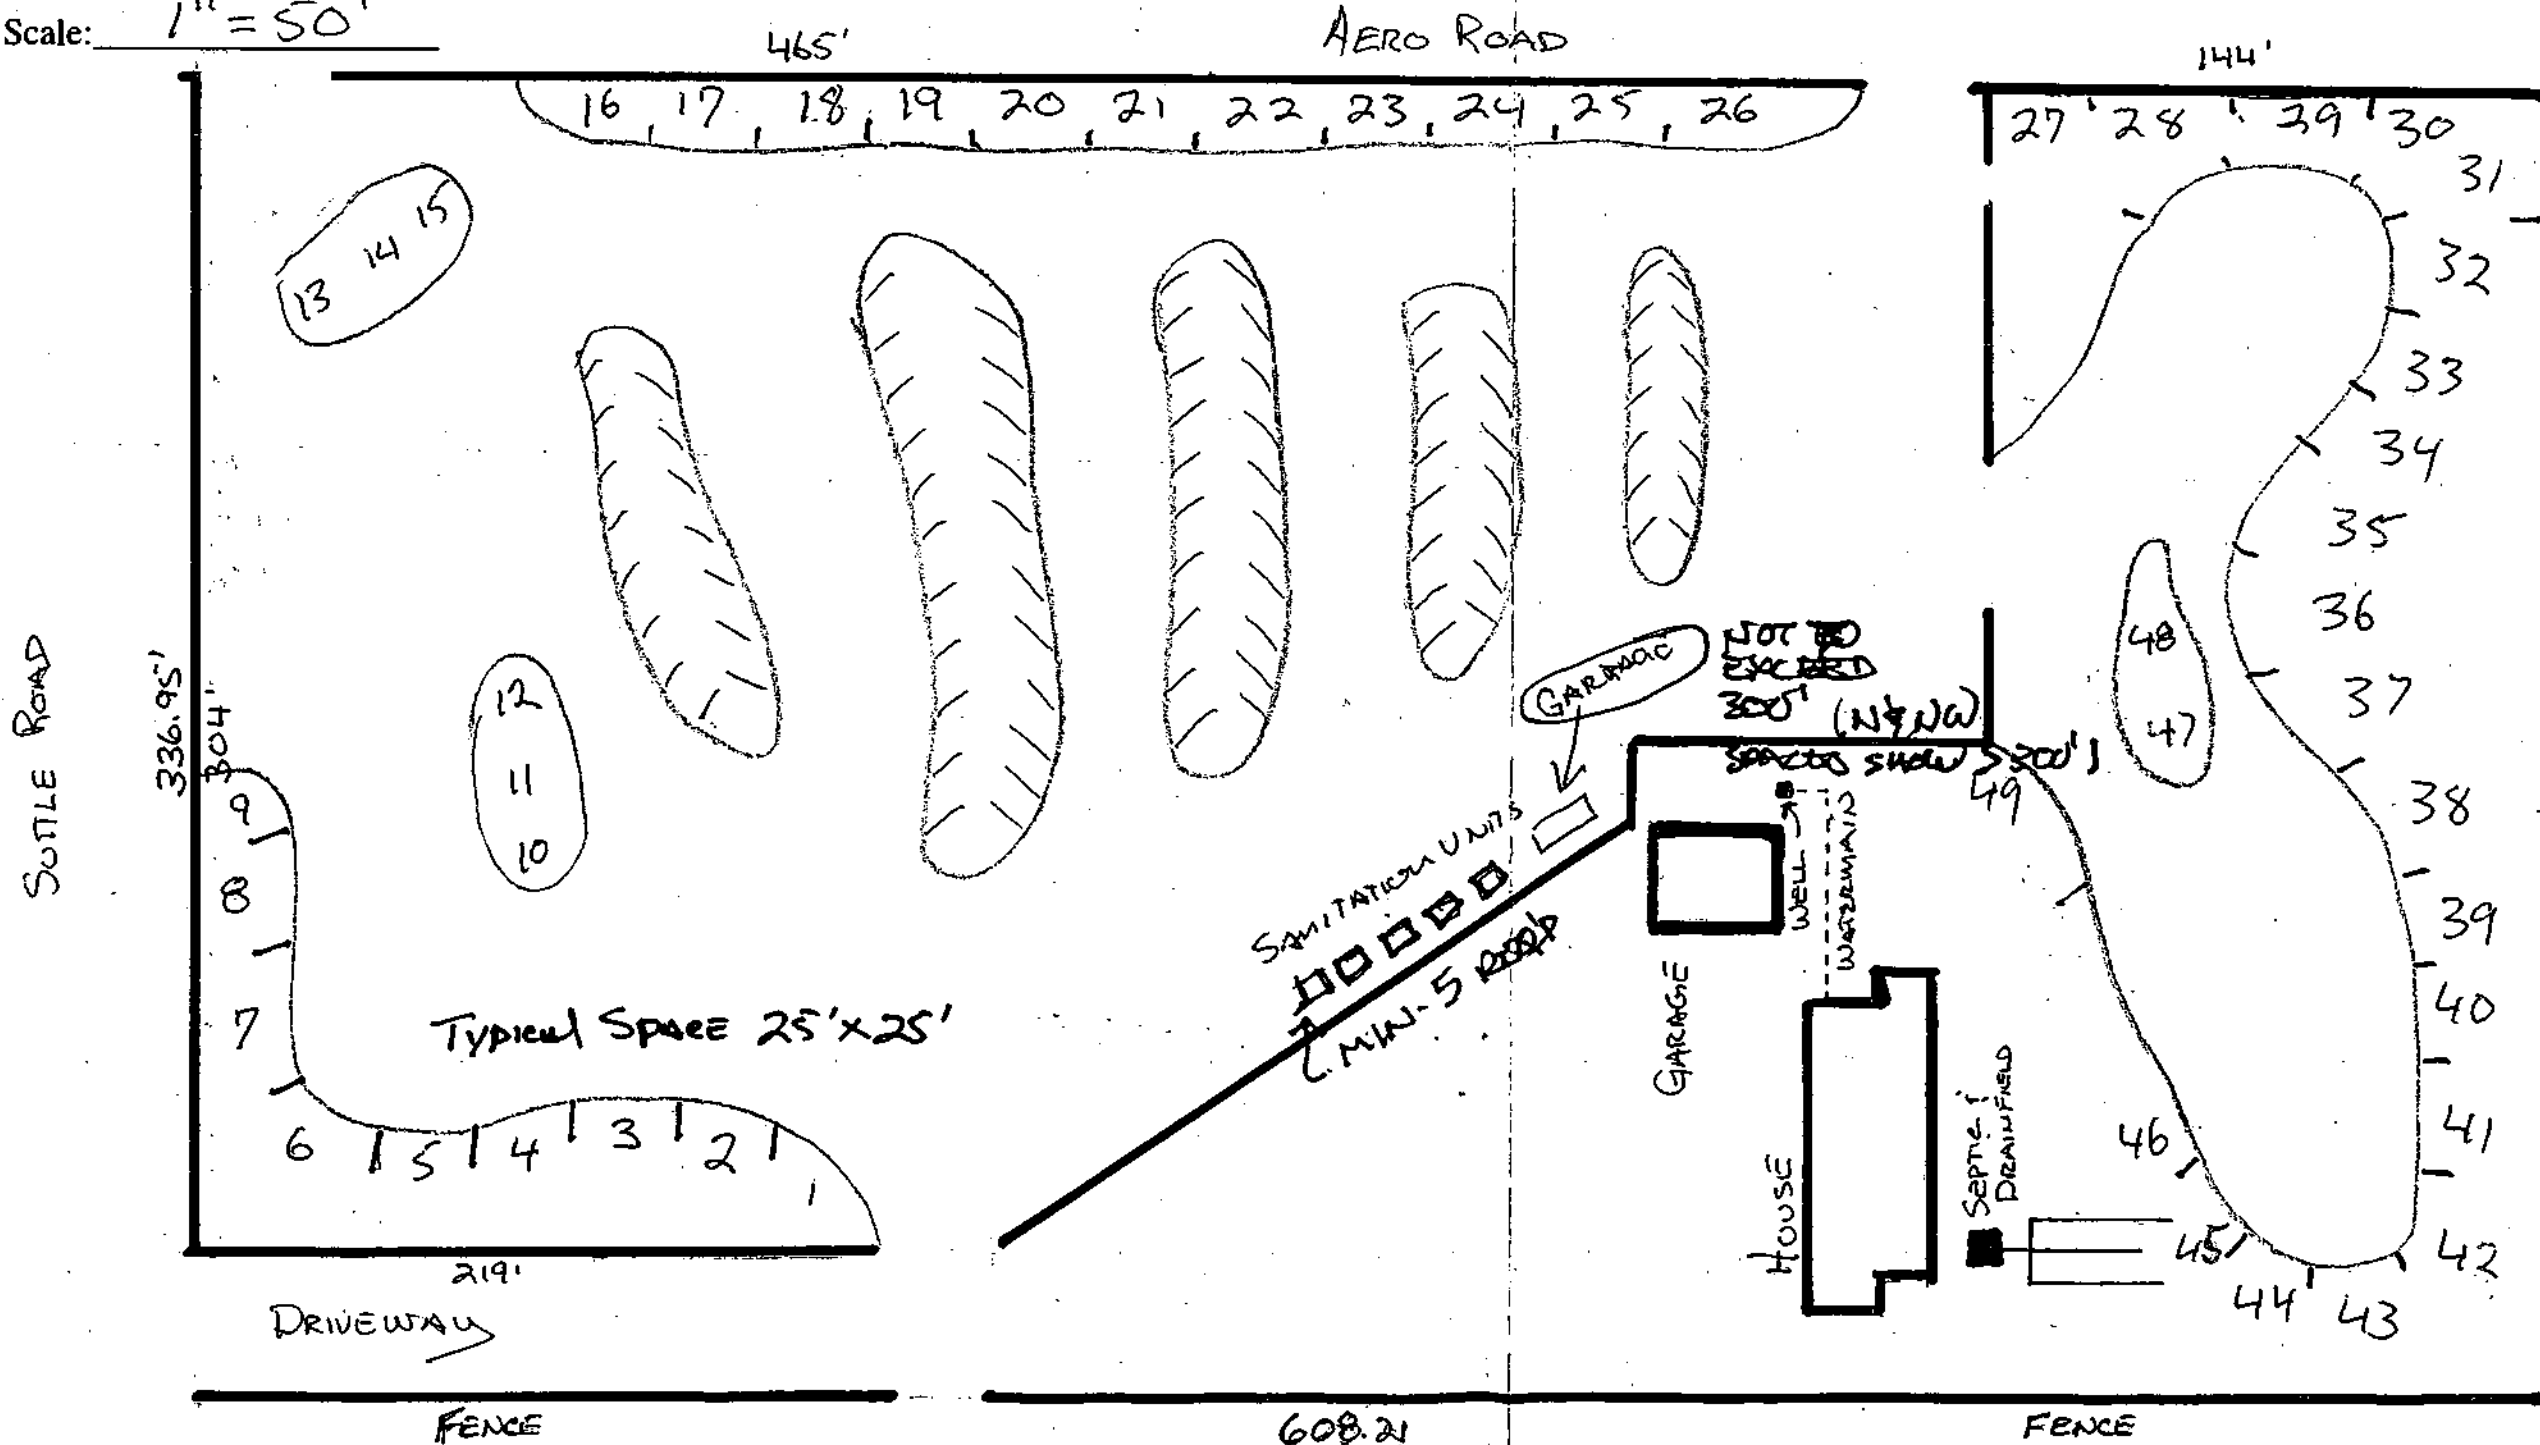 Scale: 1" = 50'
465'
AERO ROAD
144'
16 17 18 19 20 21 22 23 24 25 26
27 28 29 30
31
32
33
34
35
36
37
38
39
40
41
42
43
44
45
46
47
48
49
15
14
13
12
11
10
9
8
7
6 5 4 3 2 1
SUTTLE ROAD
336.95'
304'
TYPICAL SPACE 25'X25'
SANITATION UNITS
MIN-5 REQ'D
NOT TO
EXCEED
300' (N & NW)
300'
WELL
WATERMAIN
GARAGE
HOUSE
SEPTIC &
DRAINFIELD
219'
DRIVEWAY
FENCE
608.21
FENCE